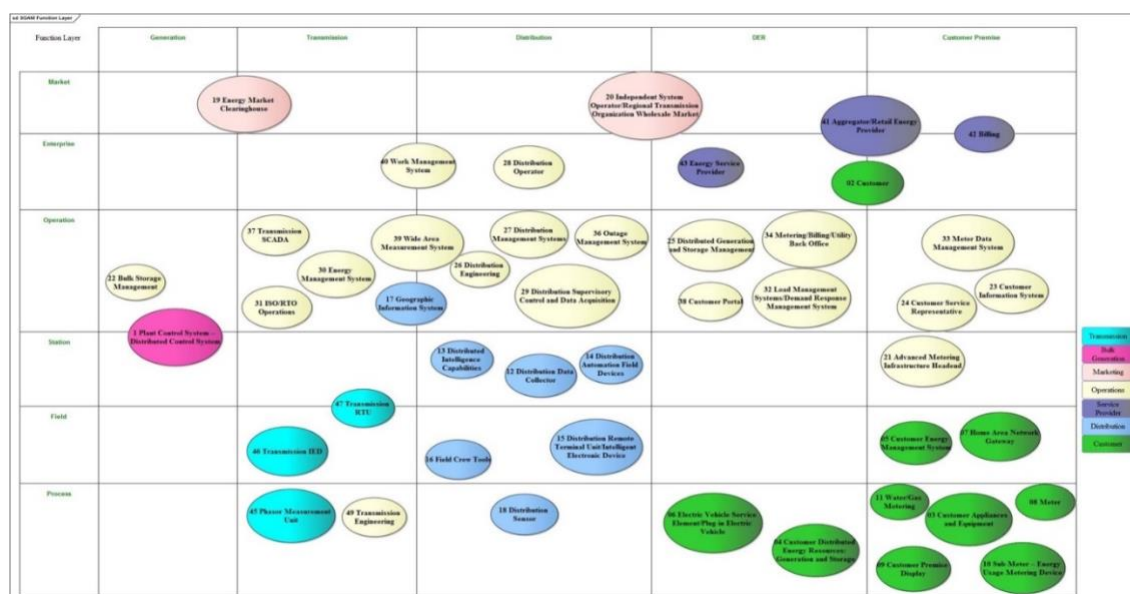 sd SGAM Function Layer
Function Layer
Generation
Transmission
Distribution
DER
Customer Premise
Market
19 Energy Market
Clearinghouse
20 Independent System
Operator/Regional Transmission
Organization Wholesale Market
41 Aggregator/Retail Energy
Provider
42 Billing
Enterprise
40 Work Management
System
28 Distribution
Operator
43 Energy Service
Provider
02 Customer
Operation
37 Transmission
SCADA
39 Wide Area
Measurement System
27 Distribution
Management Systems
36 Outage
Management System
25 Distributed Generation
and Storage Management
34 Metering/Billing/Utility
Back Office
33 Meter Data
Management System
22 Bulk Storage
Management
30 Energy
Management System
26 Distribution
Engineering
29 Distribution Supervisory
Control and Data Acquisition
31 ISO/RTO
Operations
17 Geographic
Information System
38 Customer Portal
32 Load Management
Systems/Demand Response
Management System
24 Customer Service
Representative
23 Customer
Information System
1 Plant Control System –
Distributed Control System
Station
13 Distributed
Intelligence
Capabilities
12 Distribution Data
Collector
14 Distribution
Automation Field
Devices
21 Advanced Metering
Infrastructure Headend
47 Transmission
RTU
Field
46 Transmission IED
16 Field Crew Tools
15 Distribution Remote
Terminal Unit/Intelligent
Electronic Device
05 Customer Energy
Management System
07 Home Area Network
Gateway
Process
45 Phasor Measurement
Unit
49 Transmission
Engineering
18 Distribution
Sensor
06 Electric Vehicle Service
Element/Plug in Electric
Vehicle
04 Customer Distributed
Energy Resources:
Generation and Storage
11 Water/Gas
Metering
03 Customer Appliances
and Equipment
08 Meter
09 Customer Premise
Display
10 Sub-Meter – Energy
Usage Metering Device
Transmission
Bulk
Generation
Marketing
Operations
Service
Provider
Distribution
Customer